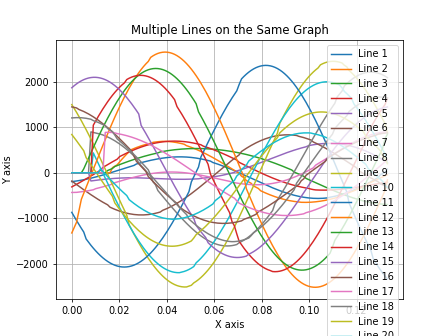 Multiple Lines on the Same Graph
Y axis
2000
1000
0
−1000
−2000
0.00
0.02
0.04
0.06
0.08
0.10
X axis
Line 1
Line 2
Line 3
Line 4
Line 5
Line 6
Line 7
Line 8
Line 9
Line 10
Line 11
Line 12
Line 13
Line 14
Line 15
Line 16
Line 17
Line 18
Line 19
Line 20